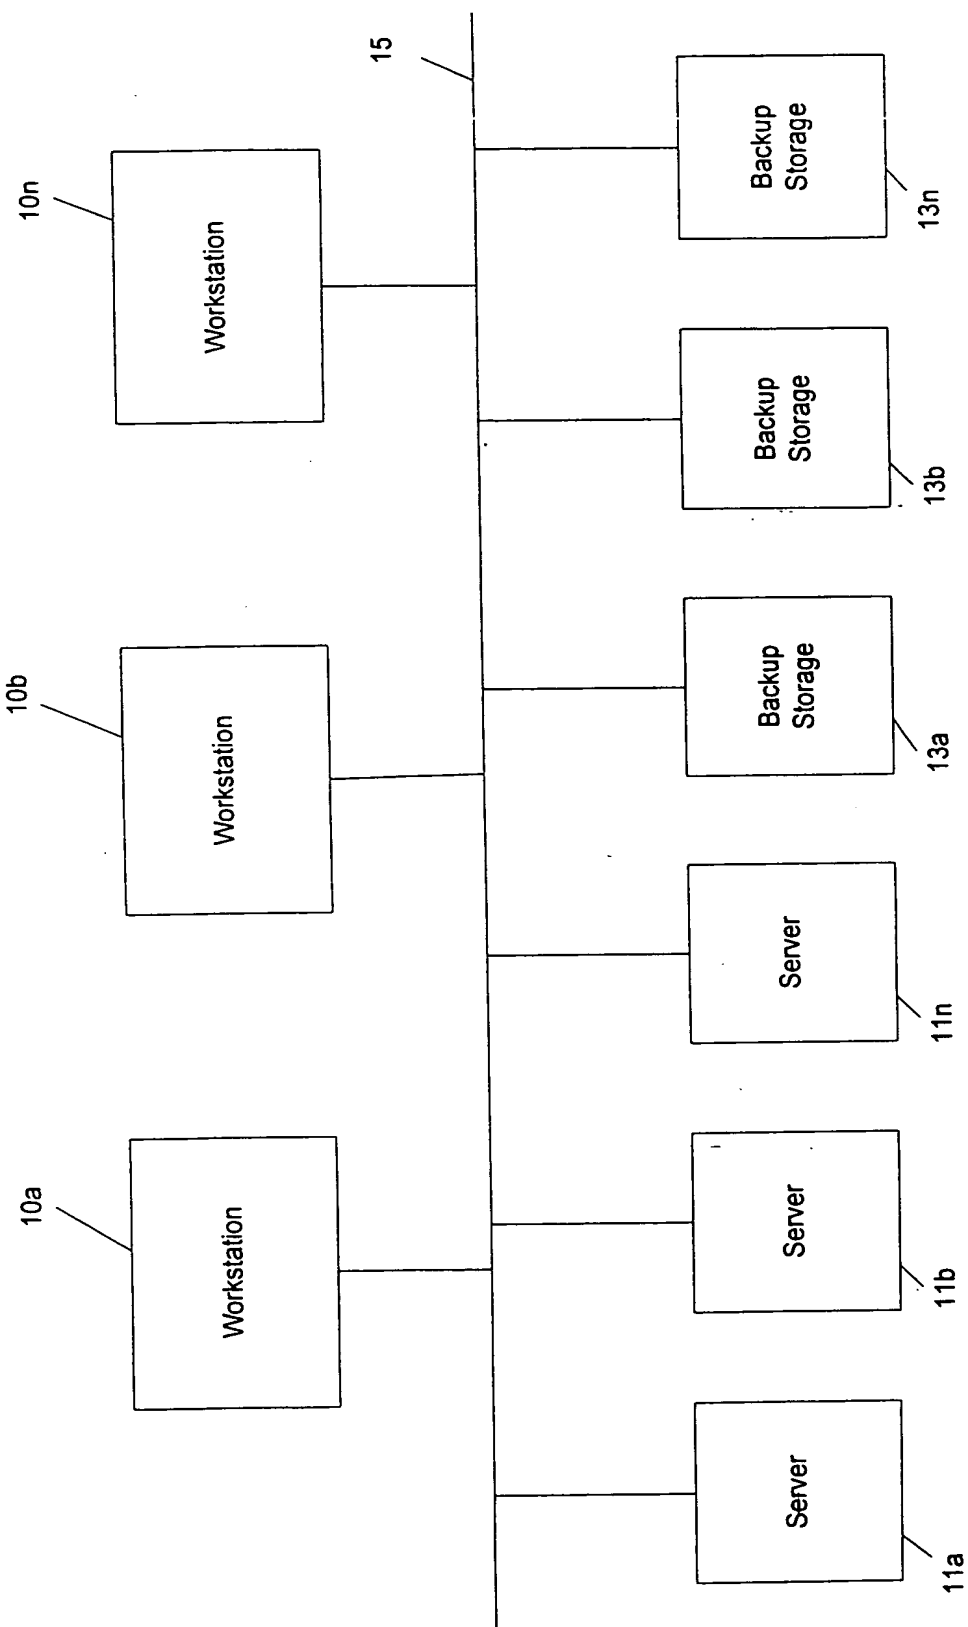 10a
10b
10n
Workstation
Workstation
Workstation
15
Server
Server
Server
Backup
Storage
Backup
Storage
Backup
Storage
11a
11b
11n
13a
13b
13n